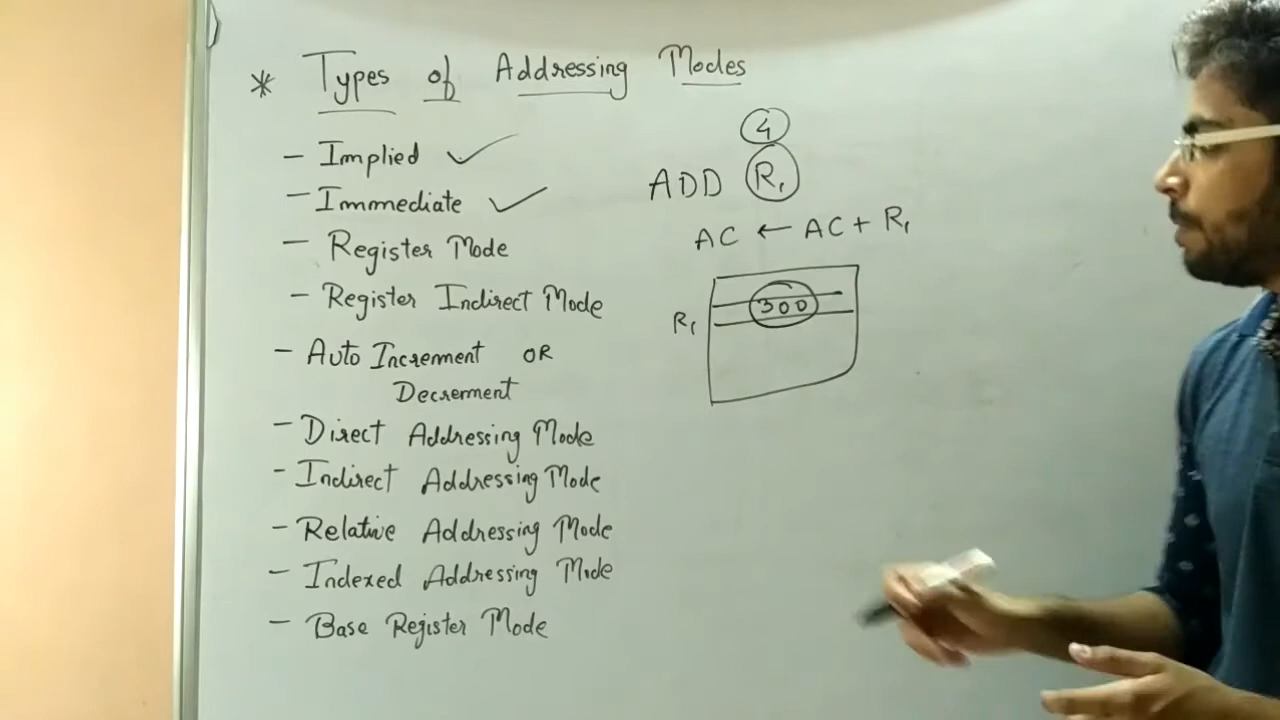 * Types of Addressing Modes
- Implied ✓
- Immediate ✓
- Register Mode
- Register Indirect Mode
- Auto Increment OR
Decrement
- Direct Addressing Mode
- Indirect Addressing Mode
- Relative Addressing Mode
- Indexed Addressing Mode
- Base Register Mode
4
ADD R₁
AC ← AC + R₁
R₁ 300